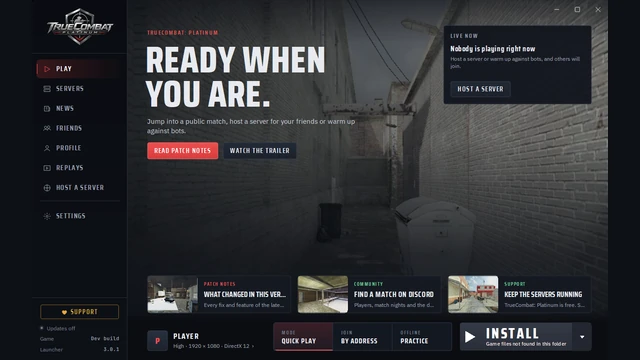 TRUECOMBAT
PLATINUM
PLAY
SERVERS
NEWS
FRIENDS
PROFILE
REPLAYS
HOST A SERVER
SETTINGS
SUPPORT
Updates off
Game Dev build
Launcher 3.0.1
TRUECOMBAT PLATINUM
READY WHEN
YOU ARE.
Jump into a public match, host a server for your friends or warm up
against bots.
READ PATCH NOTES
WATCH THE TRAILER
LIVE NOW
Nobody is playing right now
Host a server or warm up against bots, and others will
join.
HOST A SERVER
PATCH NOTES
WHAT CHANGED IN THIS VER...
Every fix and feature of the late...
COMMUNITY
FIND A MATCH ON DISCORD
Players, match nights and the d...
SUPPORT
KEEP THE SERVERS RUNNING
TrueCombat: Platinum is free. S...
P
PLAYER
High · 1920 × 1080 · DirectX 12
MODE
QUICK PLAY
JOIN
BY ADDRESS
OFFLINE
PRACTICE
INSTALL
Game files not found in this folder